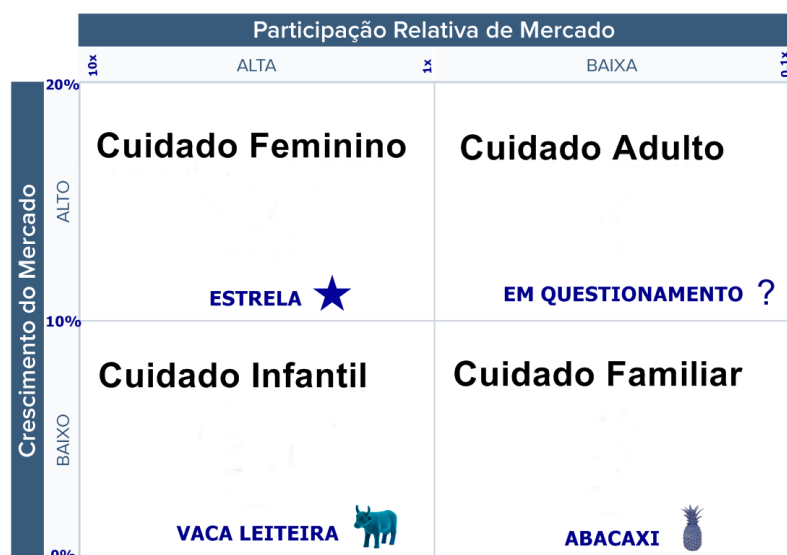 Participação Relativa de Mercado
10x
ALTA
1x
BAIXA
0,1x
20%
Crescimento do Mercado
ALTO
Cuidado Feminino
Cuidado Adulto
ESTRELA
EM QUESTIONAMENTO ?
10%
BAIXO
Cuidado Infantil
Cuidado Familiar
VACA LEITEIRA
ABACAXI
0%